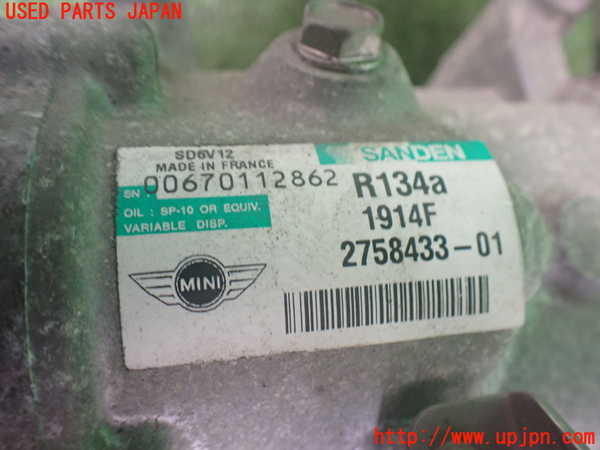 USED PARTS JAPAN
SD6V12
MADE IN FRANCE
SANDEN
SN : 00670112862
R134a
OIL : SP-10 OR EQUIV.
VARIABLE DISP.
1914F
2758433-01
MINI
http://www.upjpn.com